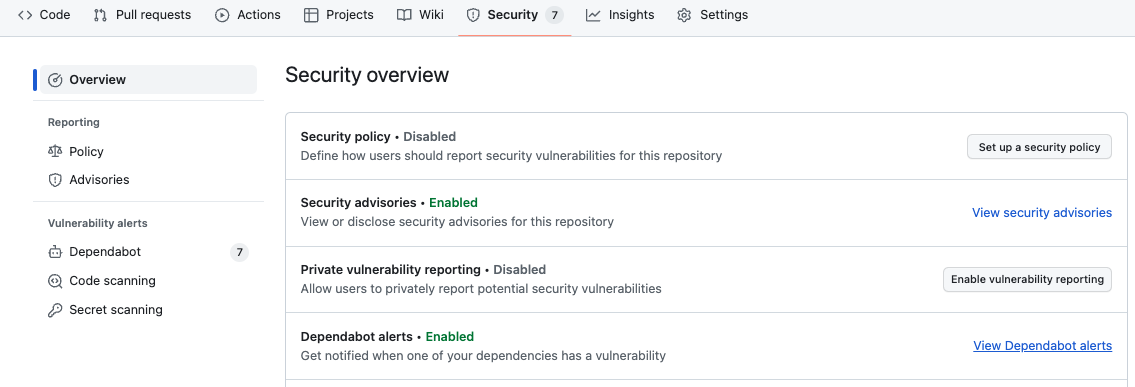 Code Pull requests Actions Projects Wiki Security 7 Insights Settings
Overview
Reporting
Policy
Advisories
Vulnerability alerts
Dependabot 7
Code scanning
Secret scanning
Security overview
Security policy • Disabled
Define how users should report security vulnerabilities for this repository
Set up a security policy
Security advisories • Enabled
View or disclose security advisories for this repository
View security advisories
Private vulnerability reporting • Disabled
Allow users to privately report potential security vulnerabilities
Enable vulnerability reporting
Dependabot alerts • Enabled
Get notified when one of your dependencies has a vulnerability
View Dependabot alerts